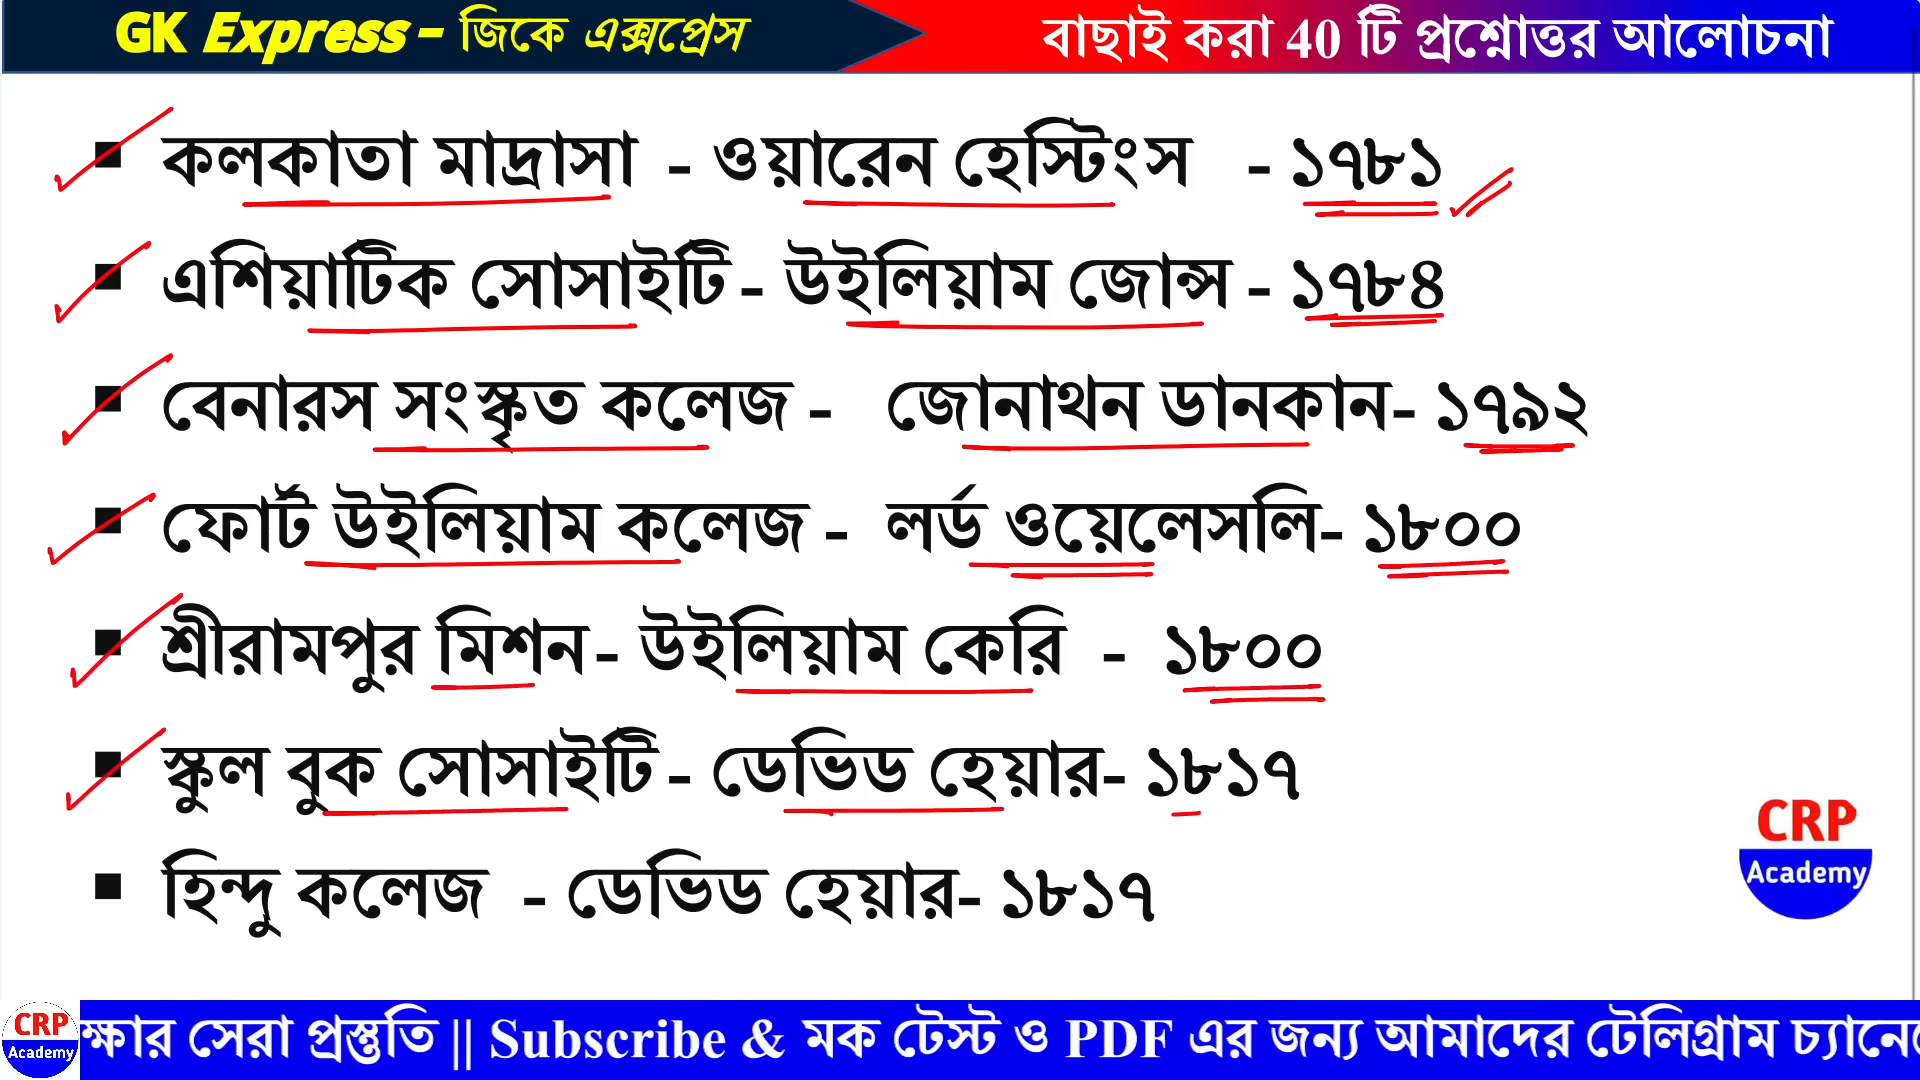 GK Express – জিকে এক্সপ্রেস
বাছাই করা 40 টি প্রশ্নোত্তর আলোচনা
▪ কলকাতা মাদ্রাসা - ওয়ারেন হেস্টিংস - ১৭৮১
▪ এশিয়াটিক সোসাইটি - উইলিয়াম জোন্স - ১৭৮৪
▪ বেনারস সংস্কৃত কলেজ - জোনাথন ডানকান- ১৭৯২
▪ ফোর্ট উইলিয়াম কলেজ - লর্ড ওয়েলেসলি- ১৮০০
▪ শ্রীরামপুর মিশন - উইলিয়াম কেরি - ১৮০০
▪ স্কুল বুক সোসাইটি - ডেভিড হেয়ার- ১৮১৭
▪ হিন্দু কলেজ - ডেভিড হেয়ার- ১৮১৭
CRP
Academy
CRP
Academy
ক্ষার সেরা প্রস্তুতি || Subscribe & মক টেস্ট ও PDF এর জন্য আমাদের টেলিগ্রাম